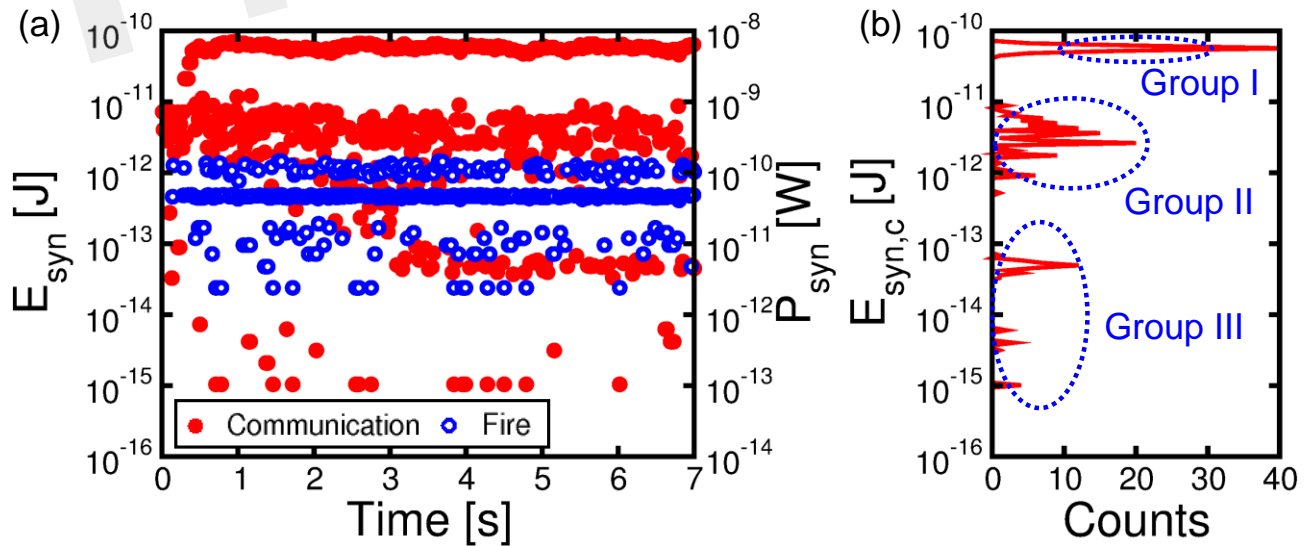 (a)
E_syn [J]
10^-10
10^-11
10^-12
10^-13
10^-14
10^-15
10^-16
Communication Fire
0 1 2 3 4 5 6 7
Time [s]
10^-8
10^-9
10^-10
10^-11
10^-12
10^-13
10^-14
P_syn [W]
(b)
E_syn,c [J]
10^-10
10^-11
10^-12
10^-13
10^-14
10^-15
10^-16
Group I
Group II
Group III
0 10 20 30 40
Counts